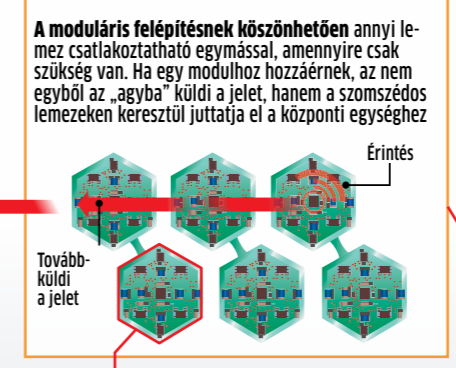 A moduláris felépítésnek köszönhetően annyi le-
mez csatlakoztatható egymással, amennyire csak
szükség van. Ha egy modulhoz hozzáérnek, az nem
egyből az „agyba” küldi a jelet, hanem a szomszédos
lemezeken keresztül juttatja el a központi egységhez
Érintés
Tovább-
küldi
a jelet